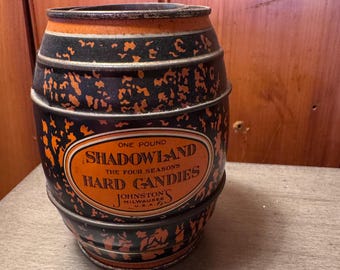 ONE POUND
SHADOWLAND
THE FOUR SEASONS
HARD CANDIES
JOHNSTON'S
MILWAUKEE
U.S.A.